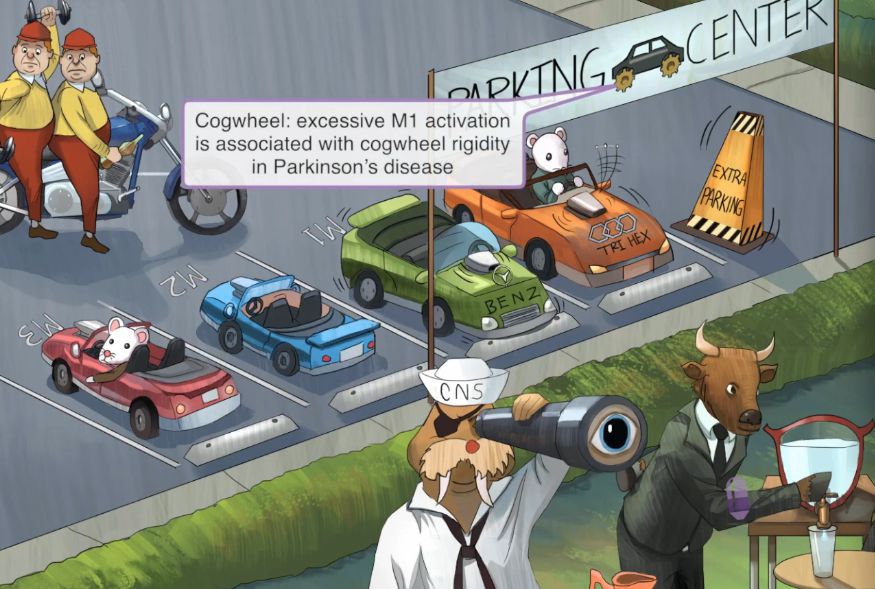 PARKING CENTER
Cogwheel: excessive M1 activation
is associated with cogwheel rigidity
in Parkinson's disease
EXTRA
PARKING
TRI HEX
M1
BENZ
M2
M3
CNS